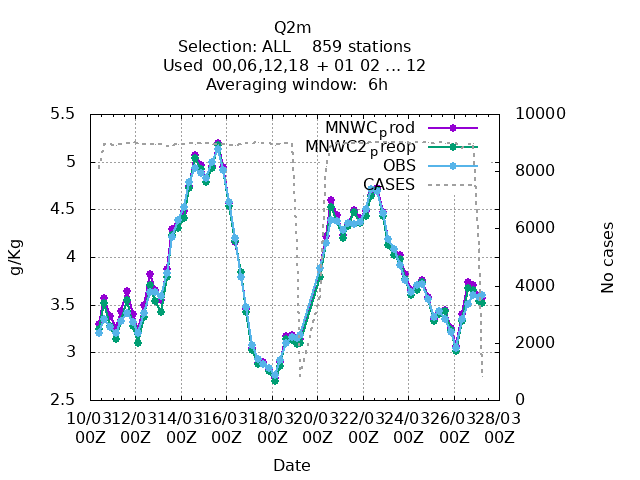 Q2m
Selection: ALL 859 stations
Used 00,06,12,18 + 01 02 ... 12
Averaging window: 6h
5.5
5
4.5
4
3.5
3
2.5
g/Kg
10000
8000
6000
4000
2000
0
No cases
MNWCprod
MNWC2preop
OBS
CASES
10/03 12/03 14/03 16/03 18/03 20/03 22/03 24/03 26/03 28/03
00Z 00Z 00Z 00Z 00Z 00Z 00Z 00Z 00Z 00Z
Date